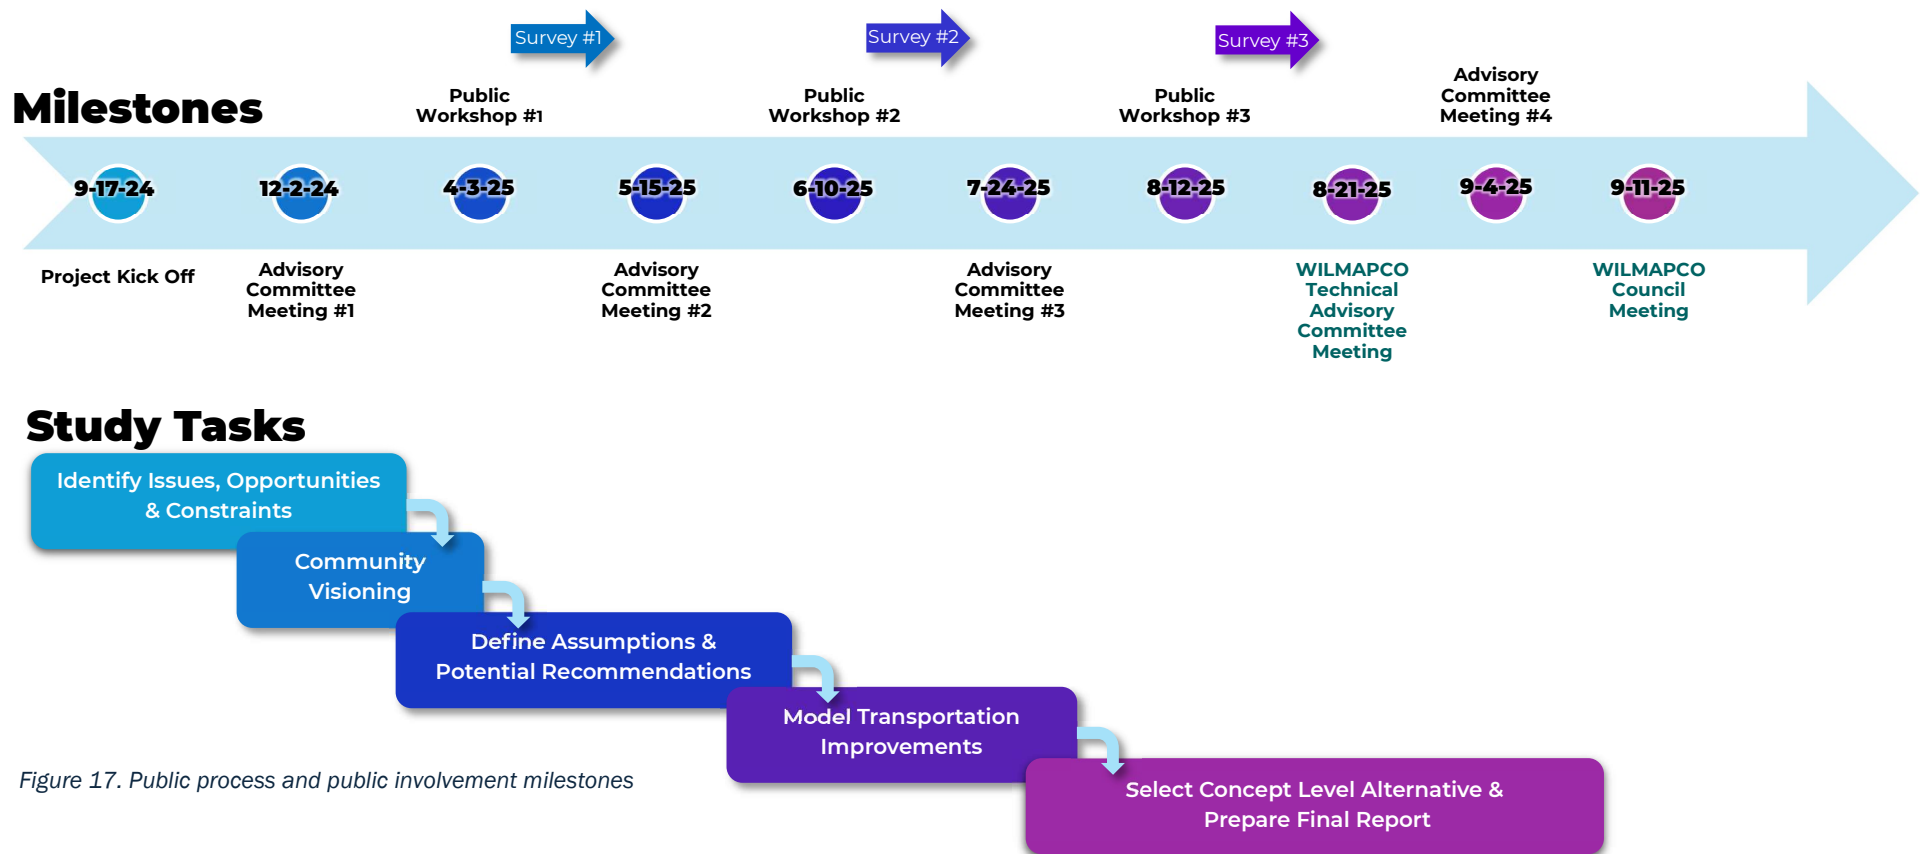 Survey #1
Survey #2
Survey #3
Milestones
Public
Workshop #1
Public
Workshop #2
Public
Workshop #3
Advisory
Committee
Meeting #4
9-17-24
12-2-24
4-3-25
5-15-25
6-10-25
7-24-25
8-12-25
8-21-25
9-4-25
9-11-25
Project Kick Off
Advisory
Committee
Meeting #1
Advisory
Committee
Meeting #2
Advisory
Committee
Meeting #3
WILMAPCO
Technical
Advisory
Committee
Meeting
WILMAPCO
Council
Meeting
Study Tasks
Identify Issues, Opportunities
& Constraints
Community
Visioning
Define Assumptions &
Potential Recommendations
Model Transportation
Improvements
Select Concept Level Alternative &
Prepare Final Report
Figure 17. Public process and public involvement milestones